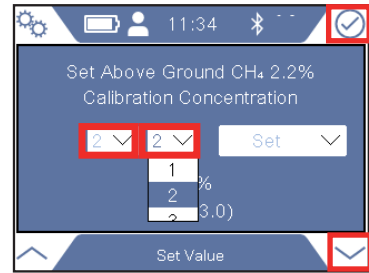 11:34
Set Above Ground CH₄ 2.2%
Calibration Concentration
2 2 Set
1
2 %
3.0)
Set Value